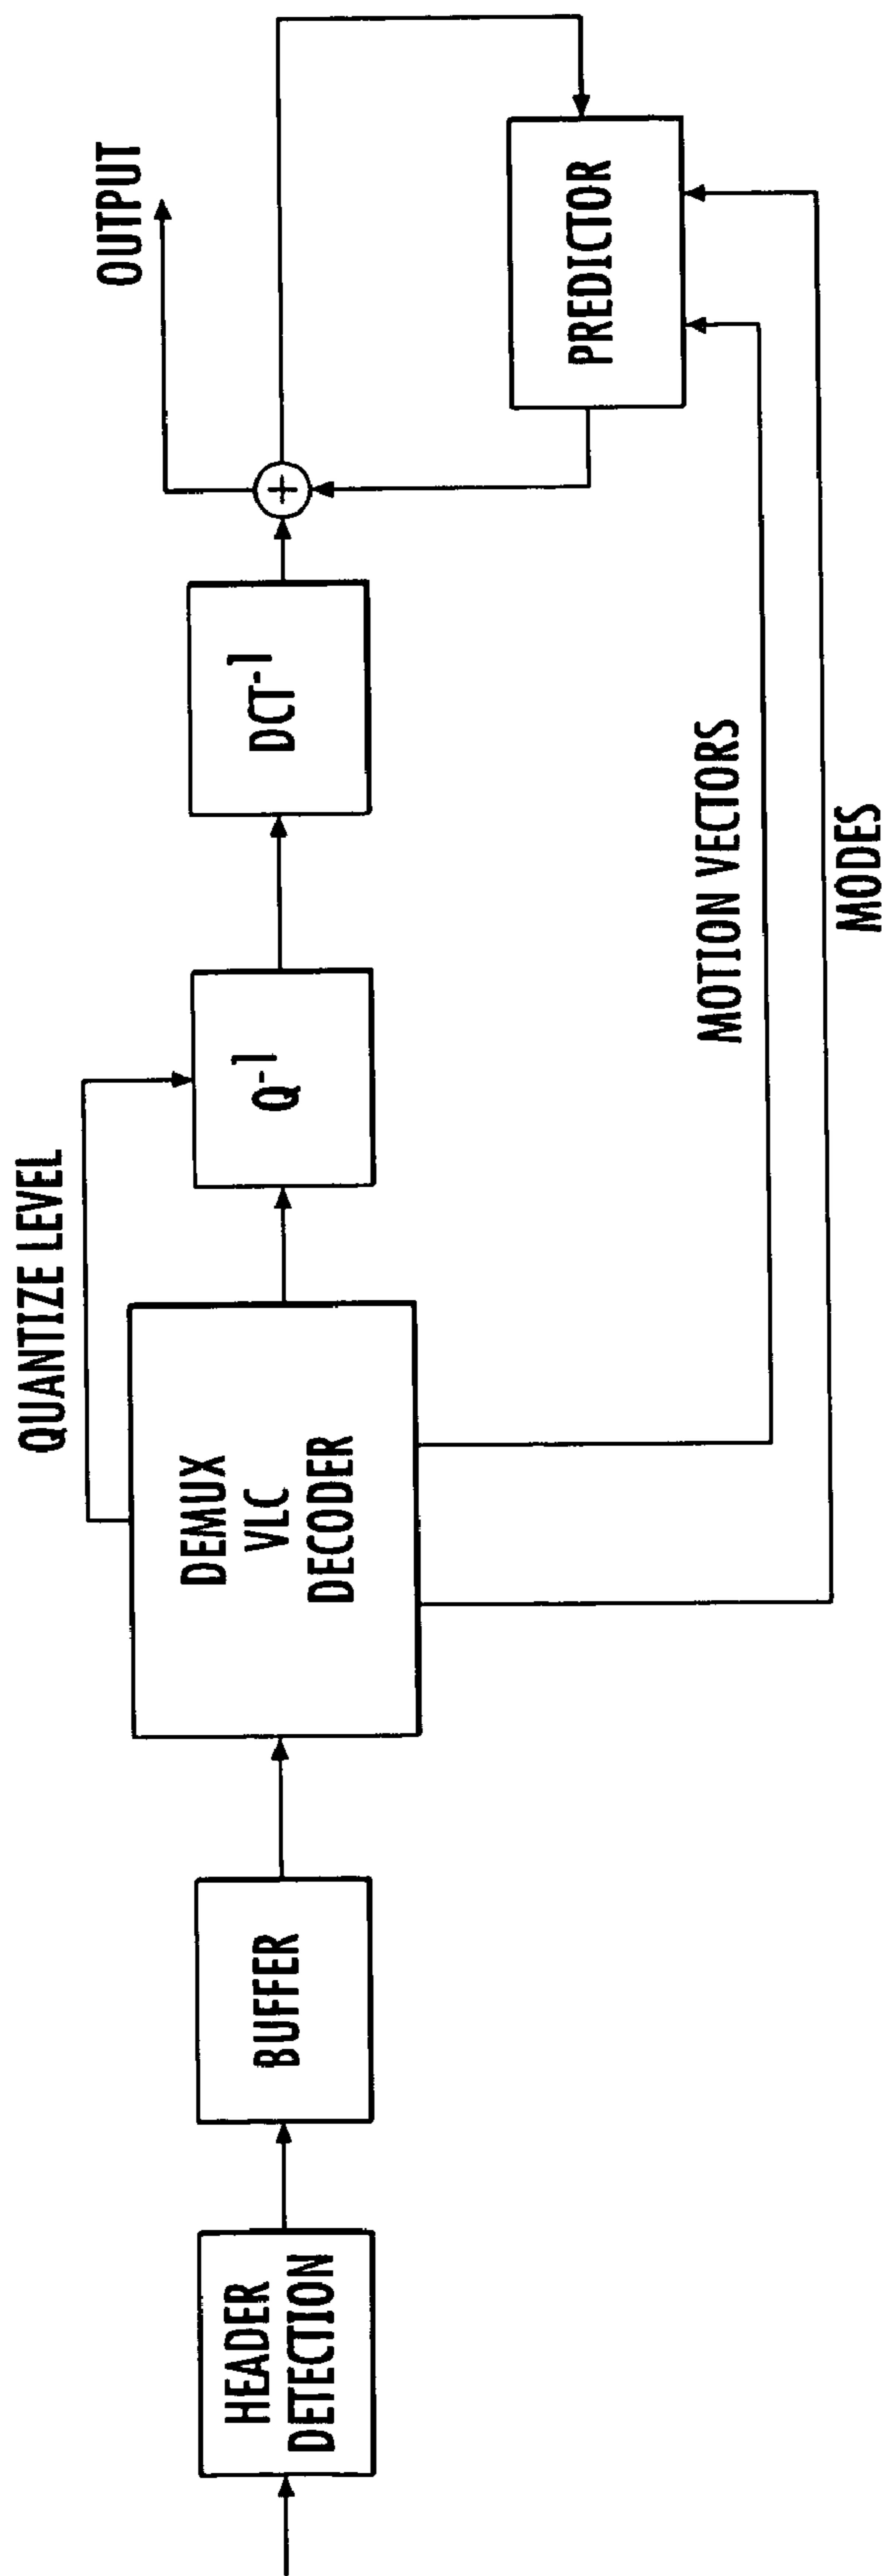 HEADER
DETECTION
BUFFER
DEMUX
VLC
DECODER
QUANTIZE LEVEL
Q⁻¹
DCT⁻¹
+
OUTPUT
PREDICTOR
MOTION VECTORS
MODES